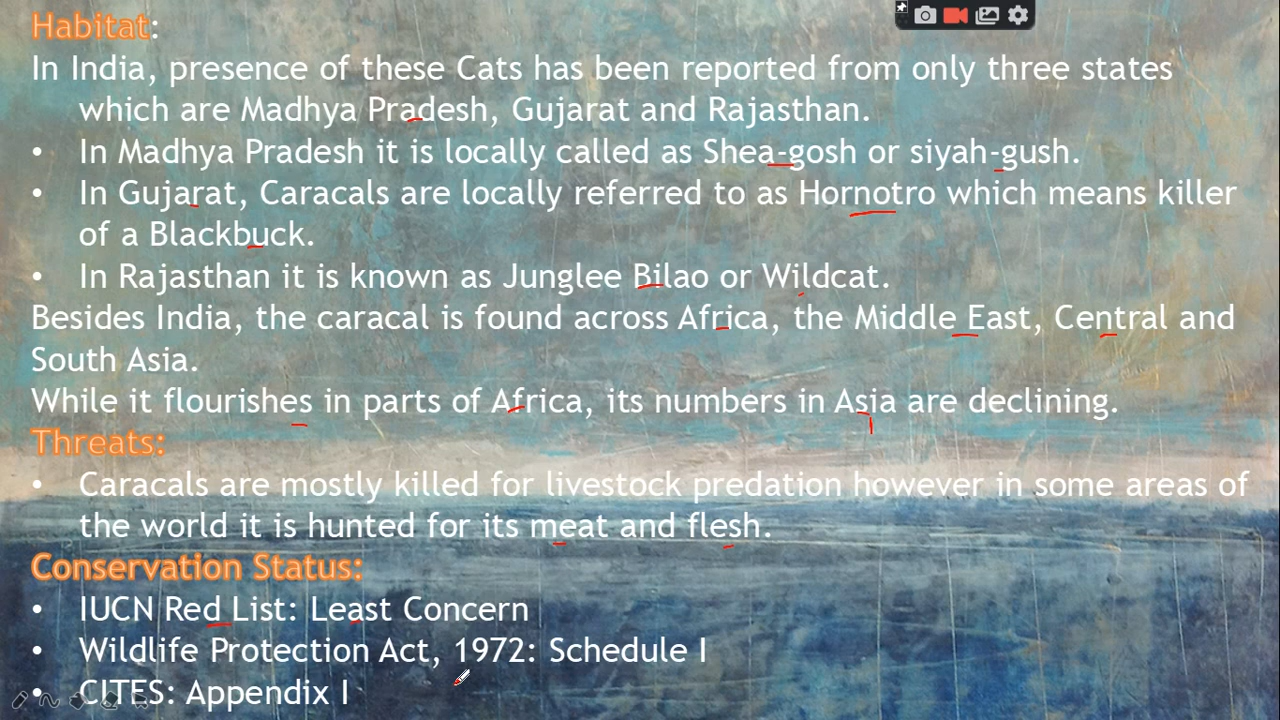 Habitat:
In India, presence of these Cats has been reported from only three states
which are Madhya Pradesh, Gujarat and Rajasthan.
• In Madhya Pradesh it is locally called as Shea-gosh or siyah-gush.
• In Gujarat, Caracals are locally referred to as Hornotro which means killer
of a Blackbuck.
• In Rajasthan it is known as Junglee Bilao or Wildcat.
Besides India, the caracal is found across Africa, the Middle East, Central and
South Asia.
While it flourishes in parts of Africa, its numbers in Asia are declining.
Threats:
• Caracals are mostly killed for livestock predation however in some areas of
the world it is hunted for its meat and flesh.
Conservation Status:
• IUCN Red List: Least Concern
• Wildlife Protection Act, 1972: Schedule I
• CITES: Appendix I